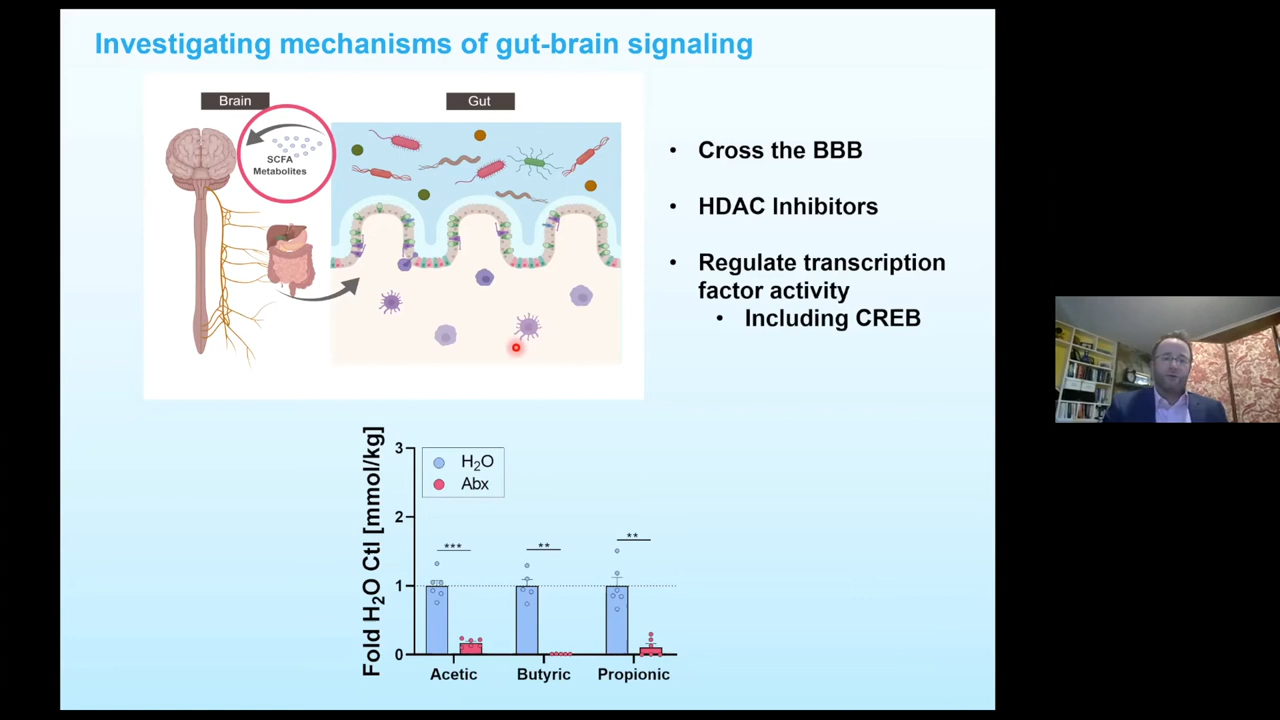 Investigating mechanisms of gut-brain signaling
Brain
Gut
SCFA
Metabolites
• Cross the BBB
• HDAC Inhibitors
• Regulate transcription
factor activity
• Including CREB
Fold H₂O Ctl [mmol/kg]
3
2
1
0
H₂O
Abx
***
**
**
Acetic
Butyric
Propionic